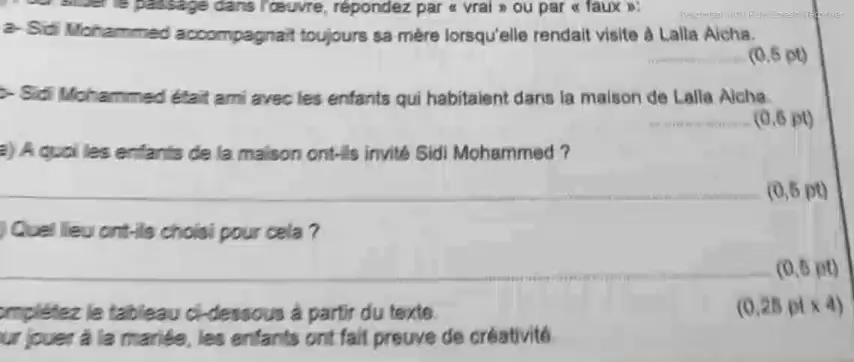 le passage dans l'œuvre, répondez par « vrai » ou par « faux »:
a- Sidi Mohammed accompagnait toujours sa mère lorsqu'elle rendait visite à Lalla Aicha.
(0,5 pt)
b- Sidi Mohammed était ami avec les enfants qui habitaient dans la maison de Lalla Aicha.
(0,5 pt)
a) A quoi les enfants de la maison ont-ils invité Sidi Mohammed ?
(0,5 pt)
) Quel lieu ont-ils choisi pour cela ?
(0,5 pt)
omplétez le tableau ci-dessous à partir du texte. (0,25 pt x 4)
ur jouer à la mariée, les enfants ont fait preuve de créativité